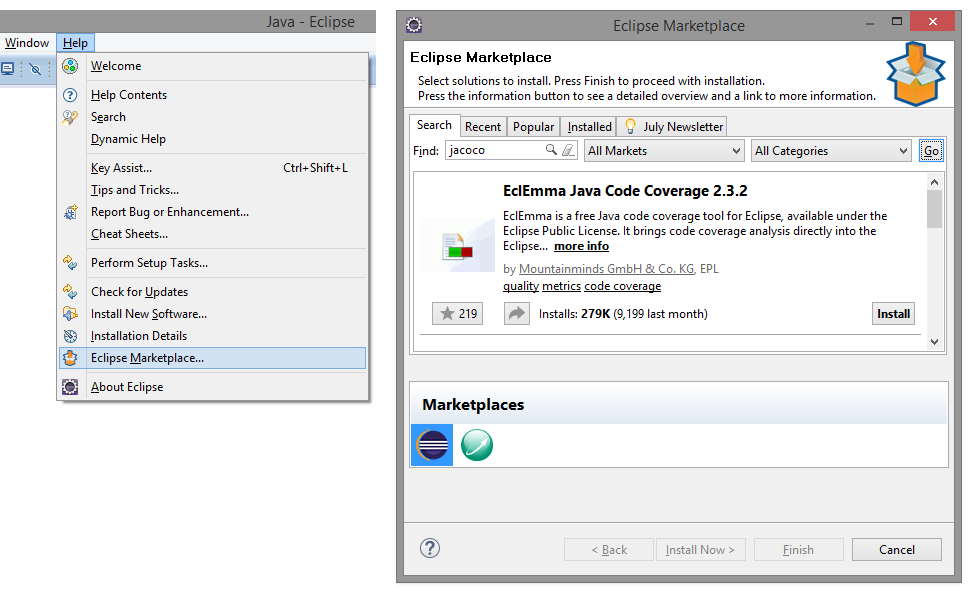 Java - Eclipse
Window Help
Welcome
Help Contents
Search
Dynamic Help
Key Assist... Ctrl+Shift+L
Tips and Tricks...
Report Bug or Enhancement...
Cheat Sheets...
Perform Setup Tasks...
Check for Updates
Install New Software...
Installation Details
Eclipse Marketplace...
About Eclipse
Eclipse Marketplace
Eclipse Marketplace
Select solutions to install. Press Finish to proceed with installation.
Press the information button to see a detailed overview and a link to more information.
Search Recent Popular Installed July Newsletter
Find: jacoco All Markets All Categories Go
EclEmma Java Code Coverage 2.3.2
EclEmma is a free Java code coverage tool for Eclipse, available under the
Eclipse Public License. It brings code coverage analysis directly into the
Eclipse... more info
by Mountainminds GmbH & Co. KG, EPL
quality metrics code coverage
219 Installs: 279K (9,199 last month) Install
Marketplaces
? < Back Install Now > Finish Cancel